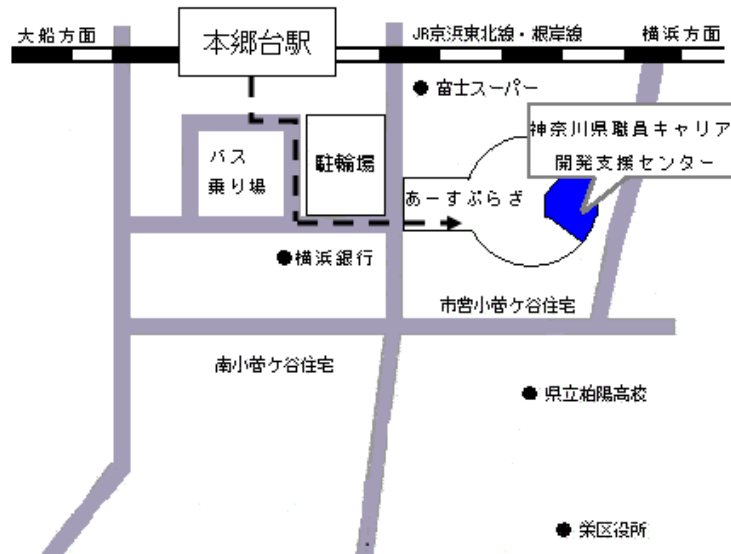 大船方面
本郷台駅
JR京浜東北線・根岸線
横浜方面
富士スーパー
神奈川県職員キャリア
開発支援センター
バス
乗り場
駐輪場
あーすぷらざ
横浜銀行
市営小菅ケ谷住宅
南小菅ケ谷住宅
県立柏陽高校
栄区役所